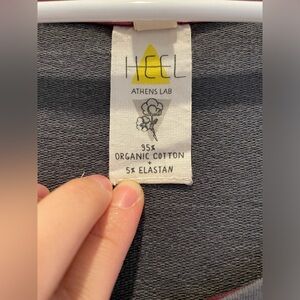 HEEL
ATHENS LAB
95%
ORGANIC COTTON
+
5% ELASTAN